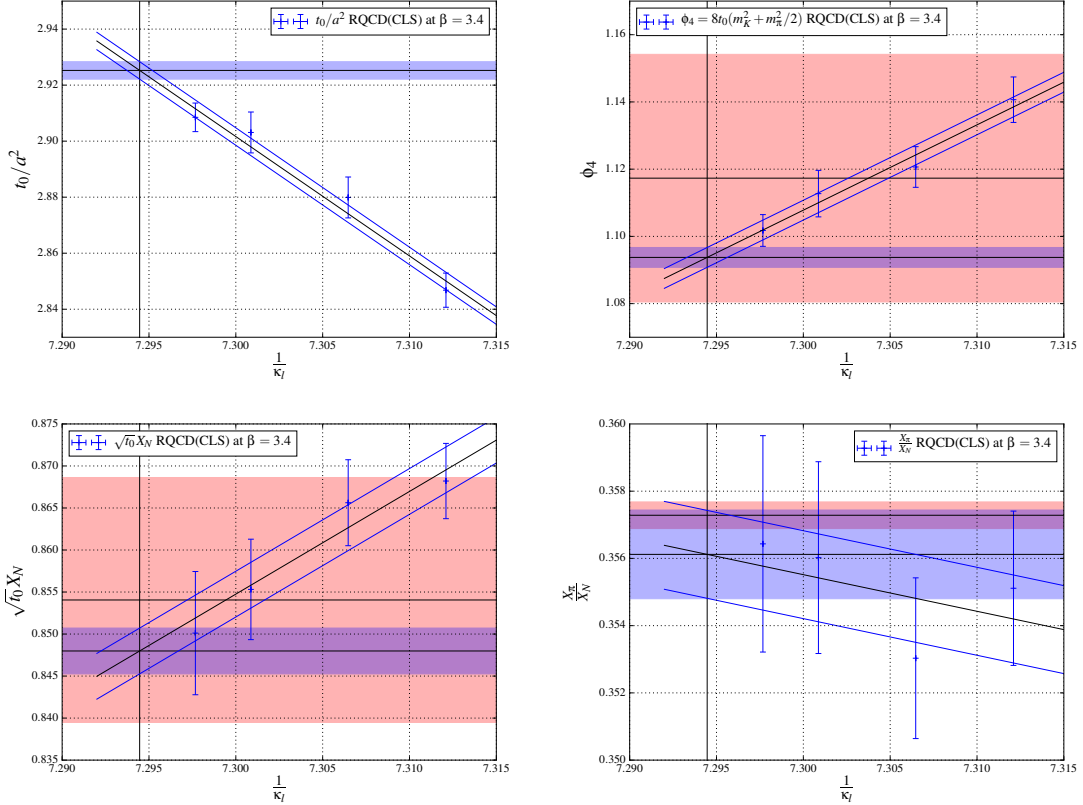 t₀/a² RQCD(CLS) at β = 3.4
2.94
2.92
2.90
2.88
2.86
2.84
t₀/a²
7.290 7.295 7.300 7.305 7.310 7.315
1/κ_l
ϕ₄ = 8t₀(m_K² + m_π²/2) RQCD(CLS) at β = 3.4
1.16
1.14
1.12
1.10
1.08
ϕ₄
7.290 7.295 7.300 7.305 7.310 7.315
1/κ_l
√t₀X_N RQCD(CLS) at β = 3.4
0.875
0.870
0.865
0.860
0.855
0.850
0.845
0.840
0.835
√t₀X_N
7.290 7.295 7.300 7.305 7.310 7.315
1/κ_l
X_π/X_N RQCD(CLS) at β = 3.4
0.360
0.358
0.356
0.354
0.352
0.350
X_π/X_N
7.290 7.295 7.300 7.305 7.310 7.315
1/κ_l